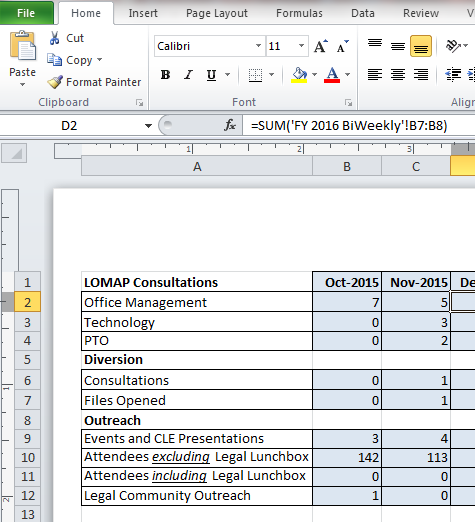 File Home Insert Page Layout Formulas Data Review V
Cut
Copy
Format Painter
Paste
Calibri 11 A A
B I U A
Clipboard Font Align
D2 fx =SUM('FY 2016 BiWeekly'!B7:B8)
1 2 3
A B C
1 LOMAP Consultations Oct-2015 Nov-2015 De
2 Office Management 7 5
3 Technology 0 3
4 PTO 0 2
5 Diversion
6 Consultations 0 1
7 Files Opened 0 1
8 Outreach
9 Events and CLE Presentations 3 4
10 Attendees excluding Legal Lunchbox 142 113
11 Attendees including Legal Lunchbox 0 0
12 Legal Community Outreach 1 0
13